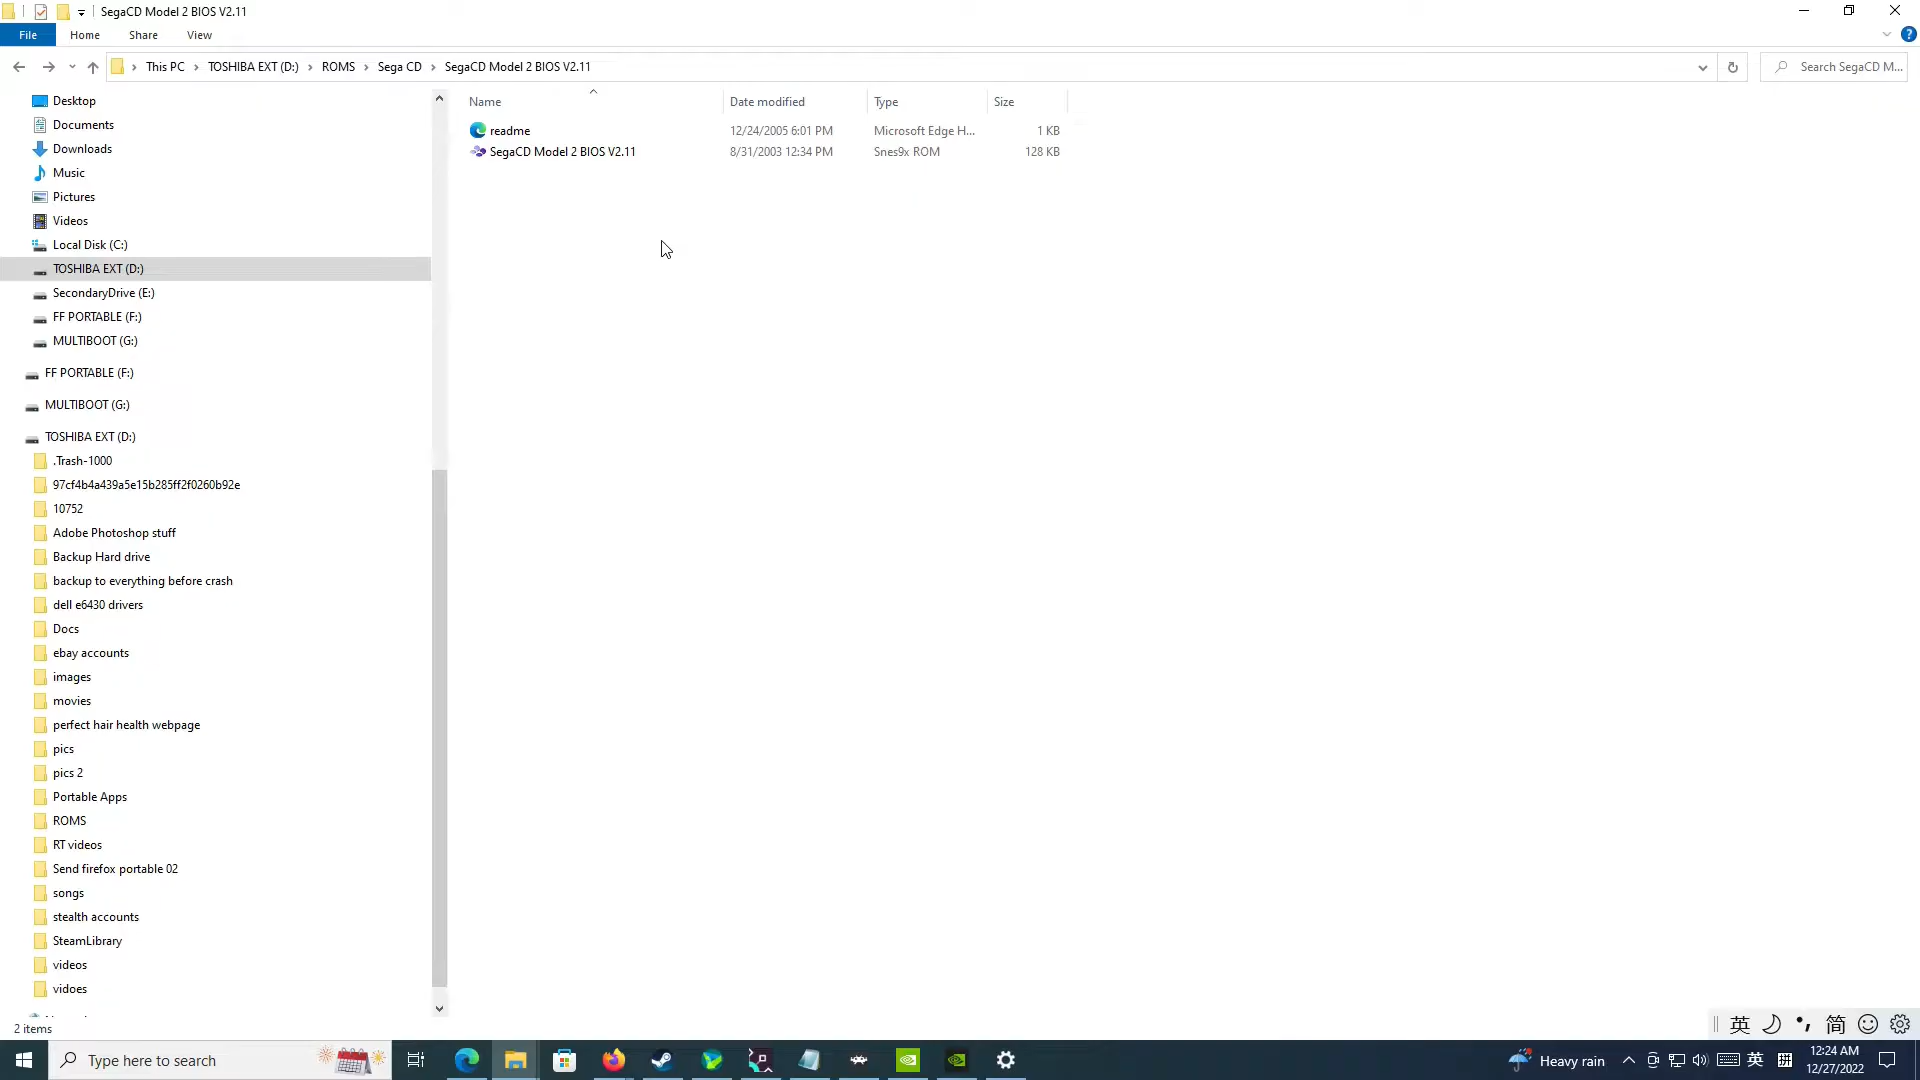 SegaCD Model 2 BIOS V2.11
File Home Share View
This PC TOSHIBA EXT (D:) ROMS Sega CD SegaCD Model 2 BIOS V2.11 Search SegaCD M...
Name Date modified Type Size
readme 12/24/2005 6:01 PM Microsoft Edge H... 1 KB
SegaCD Model 2 BIOS V2.11 8/31/2003 12:34 PM Snes9x ROM 128 KB
Desktop
Documents
Downloads
Music
Pictures
Videos
Local Disk (C:)
TOSHIBA EXT (D:)
SecondaryDrive (E:)
FF PORTABLE (F:)
MULTIBOOT (G:)
FF PORTABLE (F:)
MULTIBOOT (G:)
TOSHIBA EXT (D:)
.Trash-1000
97cf4b4a439a5e15b285ff2f0260b92e
10752
Adobe Photoshop stuff
Backup Hard drive
backup to everything before crash
dell e6430 drivers
Docs
ebay accounts
images
movies
perfect hair health webpage
pics
pics 2
Portable Apps
ROMS
RT videos
Send firefox portable 02
songs
stealth accounts
SteamLibrary
videos
vidoes
2 items
英 简
Type here to search
Heavy rain 英 拼 12:24 AM
12/27/2022